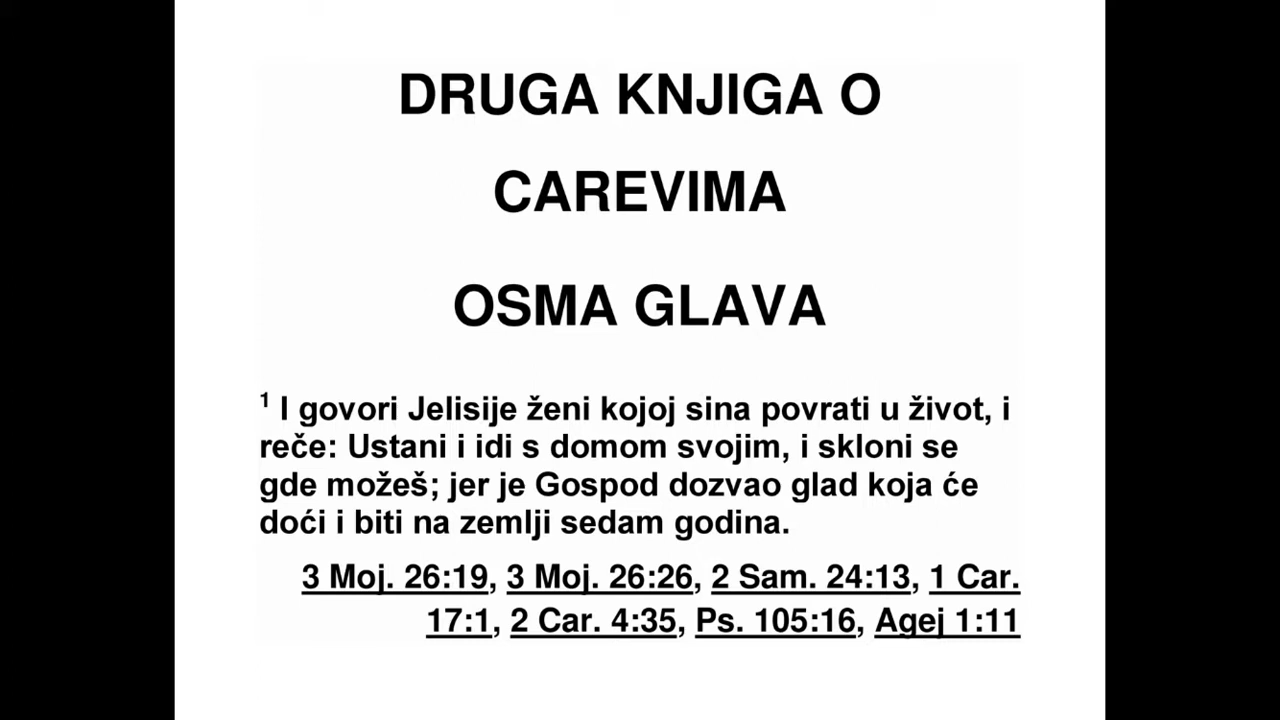 DRUGA KNJIGA O
CAREVIMA
OSMA GLAVA
1 I govori Jelisije ženi kojoj sina povrati u život, i
reče: Ustani i idi s domom svojim, i skloni se
gde možeš; jer je Gospod dozvao glad koja će
doći i biti na zemlji sedam godina.
3 Moj. 26:19, 3 Moj. 26:26, 2 Sam. 24:13, 1 Car.
17:1, 2 Car. 4:35, Ps. 105:16, Agej 1:11